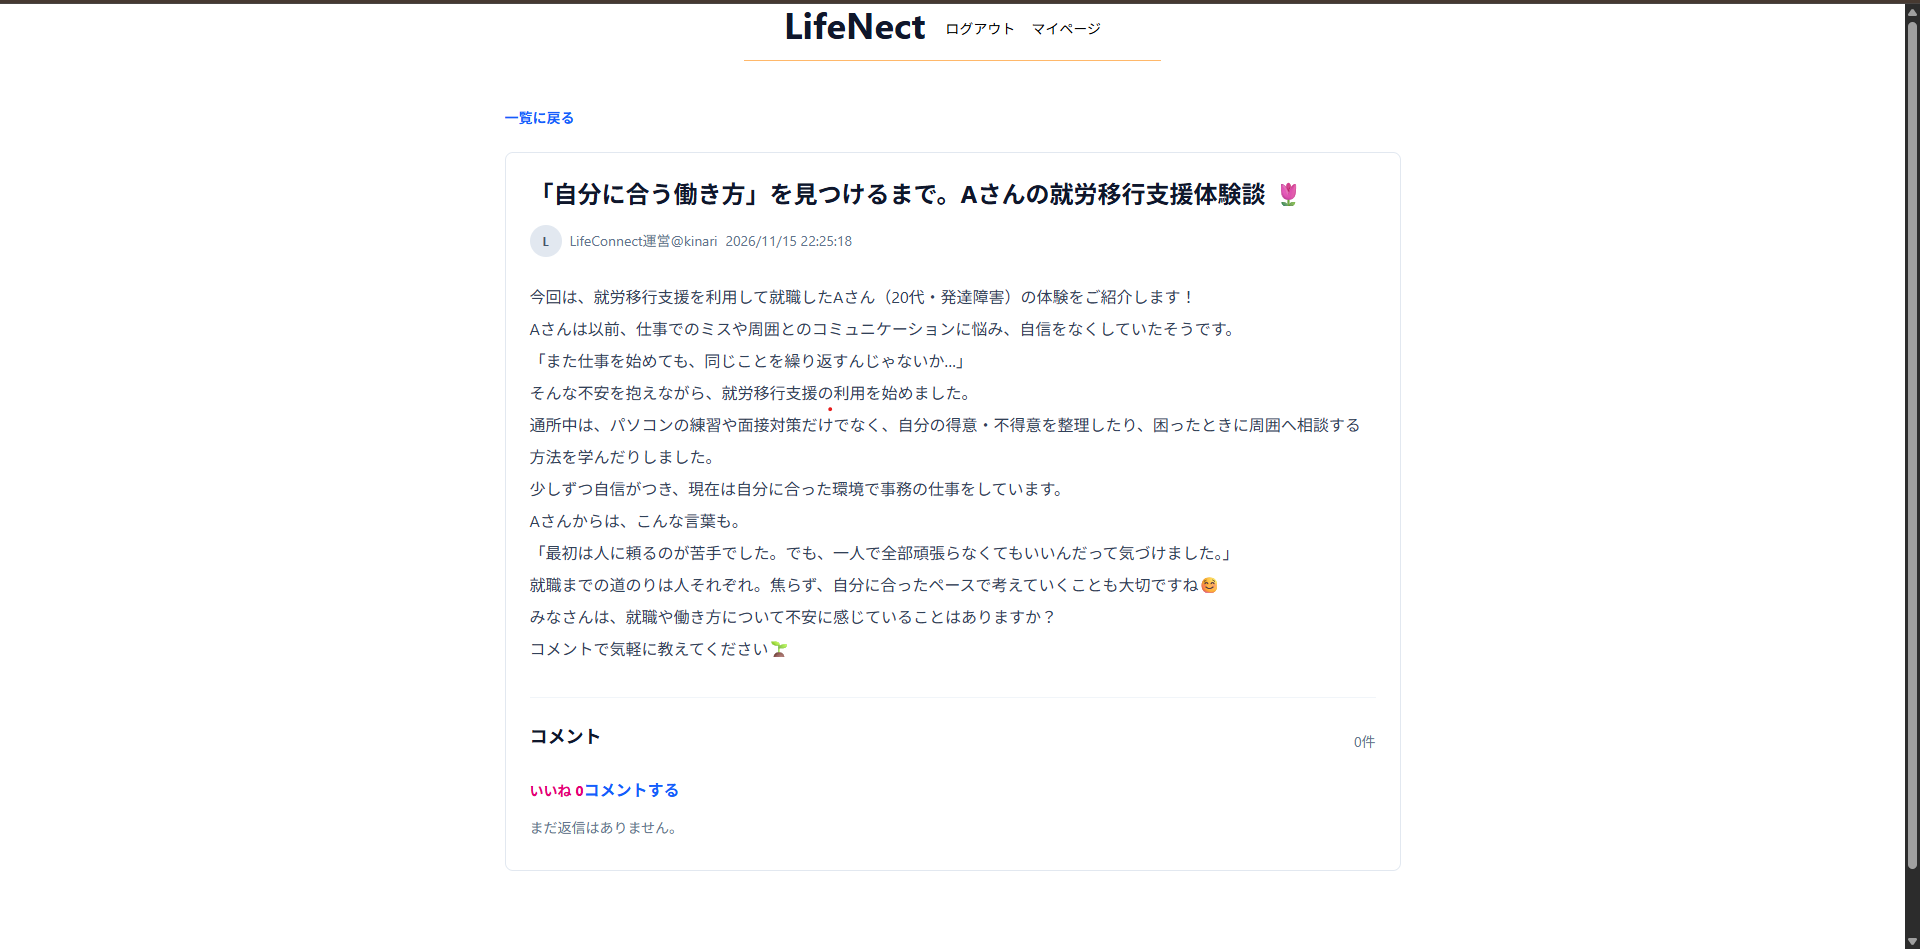 LifeNect ログアウト マイページ
一覧に戻る
「自分に合う働き方」を見つけるまで。Aさんの就労移行支援体験談 🌷
L LifeConnect運営@kinari 2026/11/15 22:25:18
今回は、就労移行支援を利用して就職したAさん（20代・発達障害）の体験をご紹介します！
Aさんは以前、仕事でのミスや周囲とのコミュニケーションに悩み、自信をなくしていたそうです。
「また仕事を始めても、同じことを繰り返すんじゃないか…」
そんな不安を抱えながら、就労移行支援の利用を始めました。
通所中は、パソコンの練習や面接対策だけでなく、自分の得意・不得意を整理したり、困ったときに周囲へ相談する
方法を学んだりしました。
少しずつ自信がつき、現在は自分に合った環境で事務の仕事をしています。
Aさんからは、こんな言葉も。
「最初は人に頼るのが苦手でした。でも、一人で全部頑張らなくてもいいんだって気づけました。」
就職までの道のりは人それぞれ。焦らず、自分に合ったペースで考えていくことも大切ですね😊
みなさんは、就職や働き方について不安に感じていることはありますか？
コメントで気軽に教えてください🌱
コメント 0件
いいね 0コメントする
まだ返信はありません。